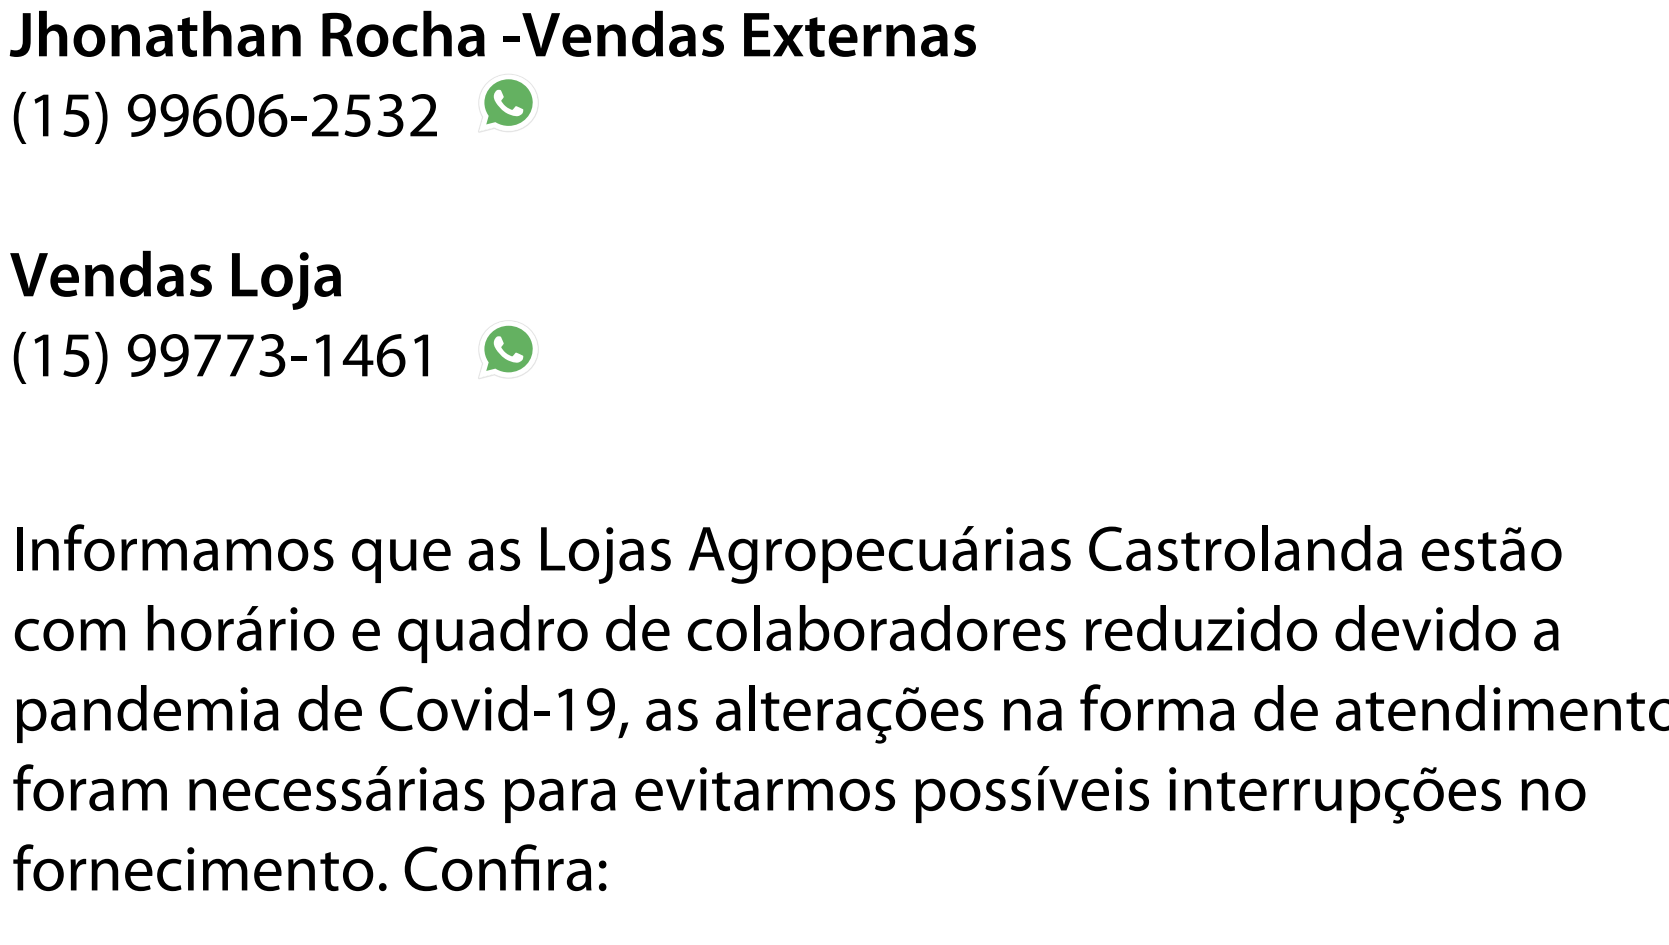 Jhonathan Rocha -Vendas Externas
(15) 99606-2532
Vendas Loja
(15) 99773-1461
Informamos que as Lojas Agropecuárias Castrolanda estão
com horário e quadro de colaboradores reduzido devido a
pandemia de Covid-19, as alterações na forma de atendimento
foram necessárias para evitarmos possíveis interrupções no
fornecimento. Confira: